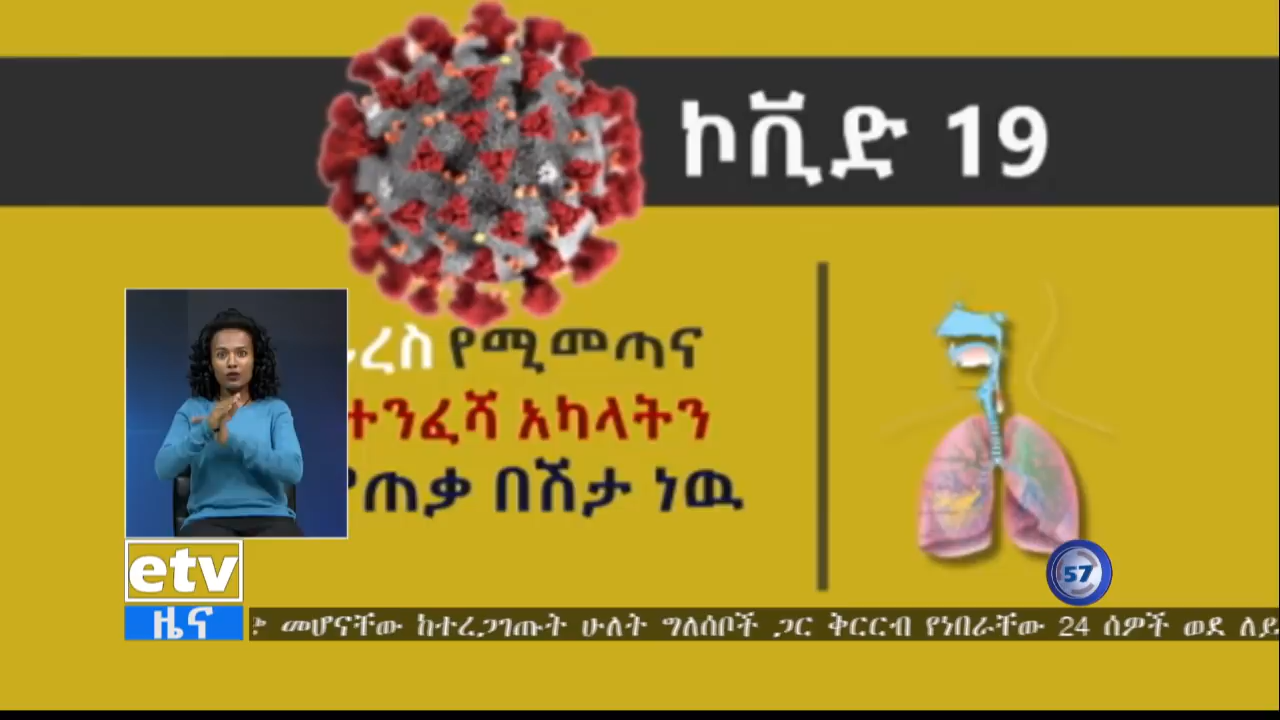 ኮቪድ 19
የሚመጣና
ተንፈሻ አካላትን
ጠቃ በሽታ ነዉ
etv
57
ዜና
መሆናቸው ከተረጋገጡት ሁለት ግለሰቦች ጋር ቅርርብ የነበራቸው 24 ሰዎች ወደ ለይ